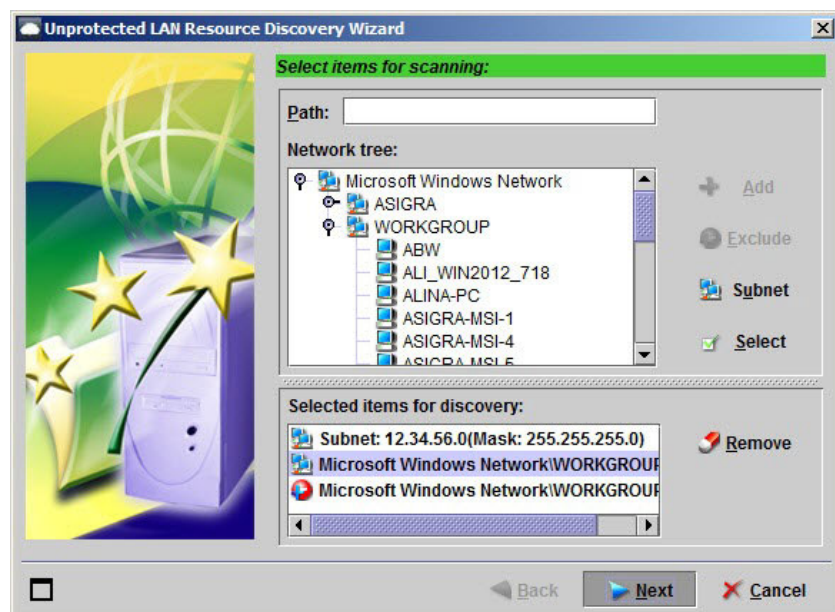 Unprotected LAN Resource Discovery Wizard
Select items for scanning:
Path:
Network tree:
Microsoft Windows Network
ASIGRA
WORKGROUP
ABW
ALI_WIN2012_718
ALINA-PC
ASIGRA-MSI-1
ASIGRA-MSI-4
ASIGRA-MSI-5
Add
Exclude
Subnet
Select
Selected items for discovery:
Subnet: 12.34.56.0(Mask: 255.255.255.0)
Microsoft Windows Network\WORKGROUP
Microsoft Windows Network\WORKGROUP
Remove
Back
Next
Cancel